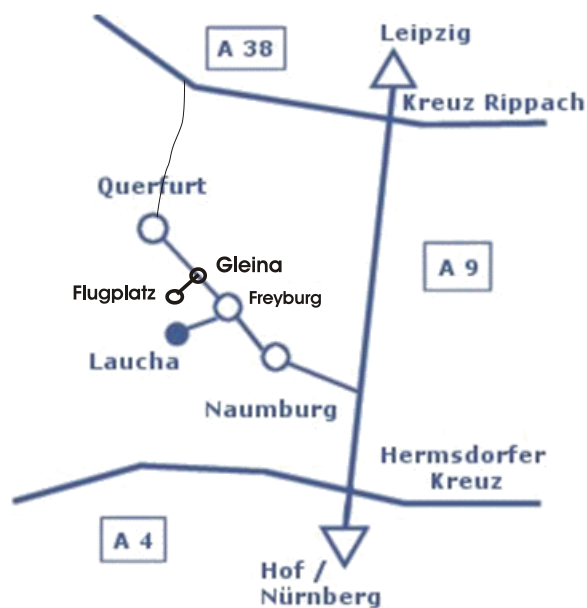 Leipzig
A 38
Kreuz Rippach
Querfurt
Gleina
A 9
Flugplatz
Freyburg
Laucha
Naumburg
Hermsdorfer
Kreuz
A 4
Hof /
Nürnberg